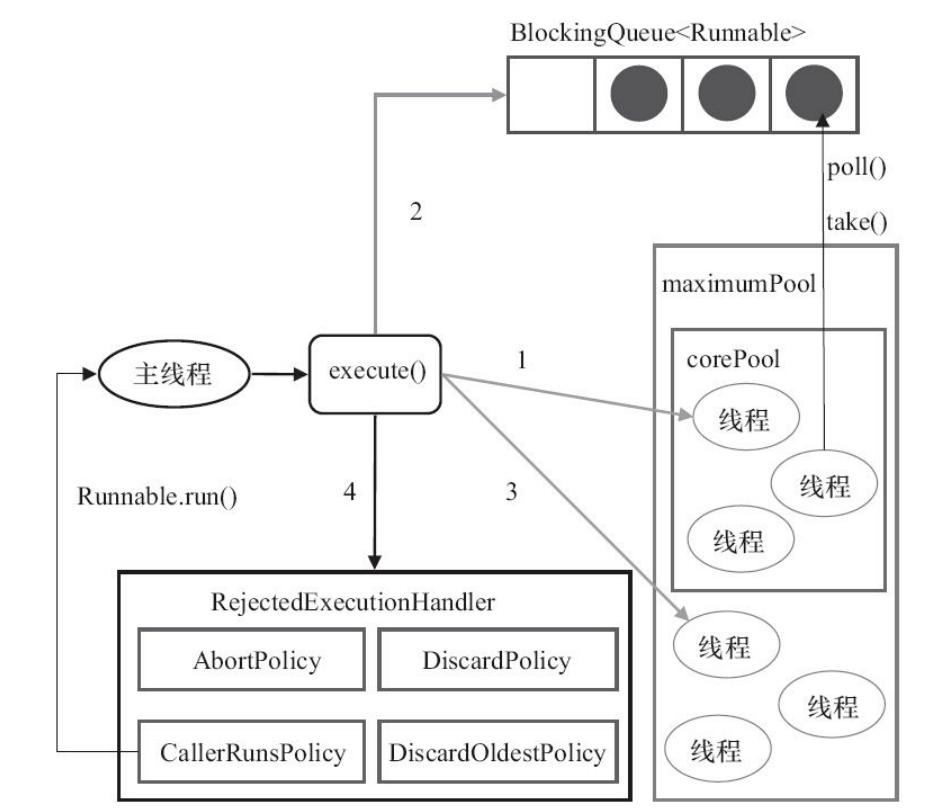 BlockingQueue<Runnable>
poll()
2
take()
maximumPool
corePool
1
主线程
execute()
线程
线程
Runnable.run()
4
3
线程
RejectedExecutionHandler
线程
AbortPolicy
DiscardPolicy
线程
CallerRunsPolicy
DiscardOldestPolicy
线程